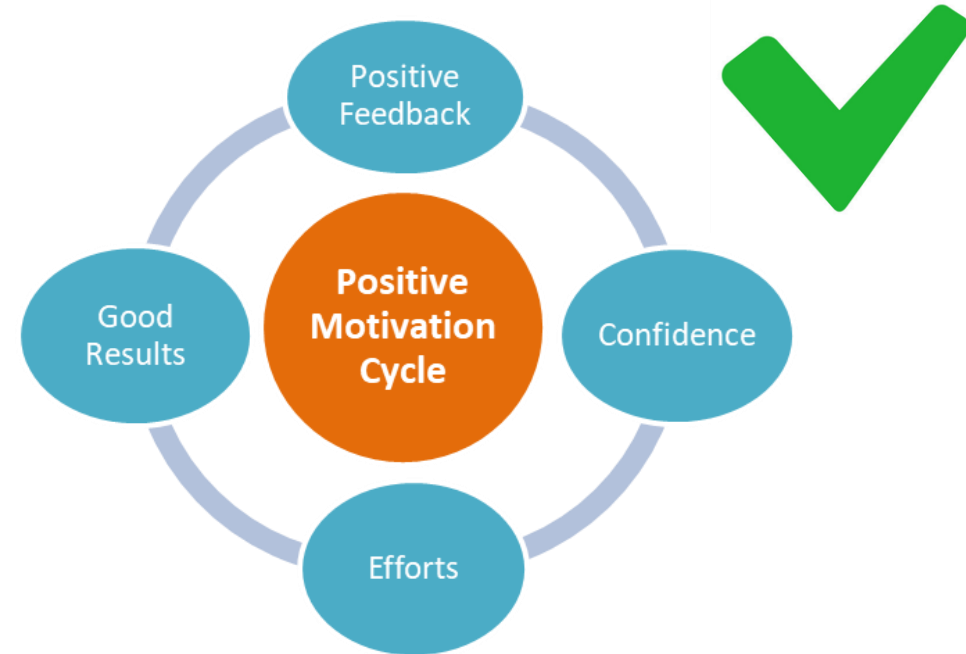 Positive
Feedback
Good
Results
Positive
Motivation
Cycle
Confidence
Efforts